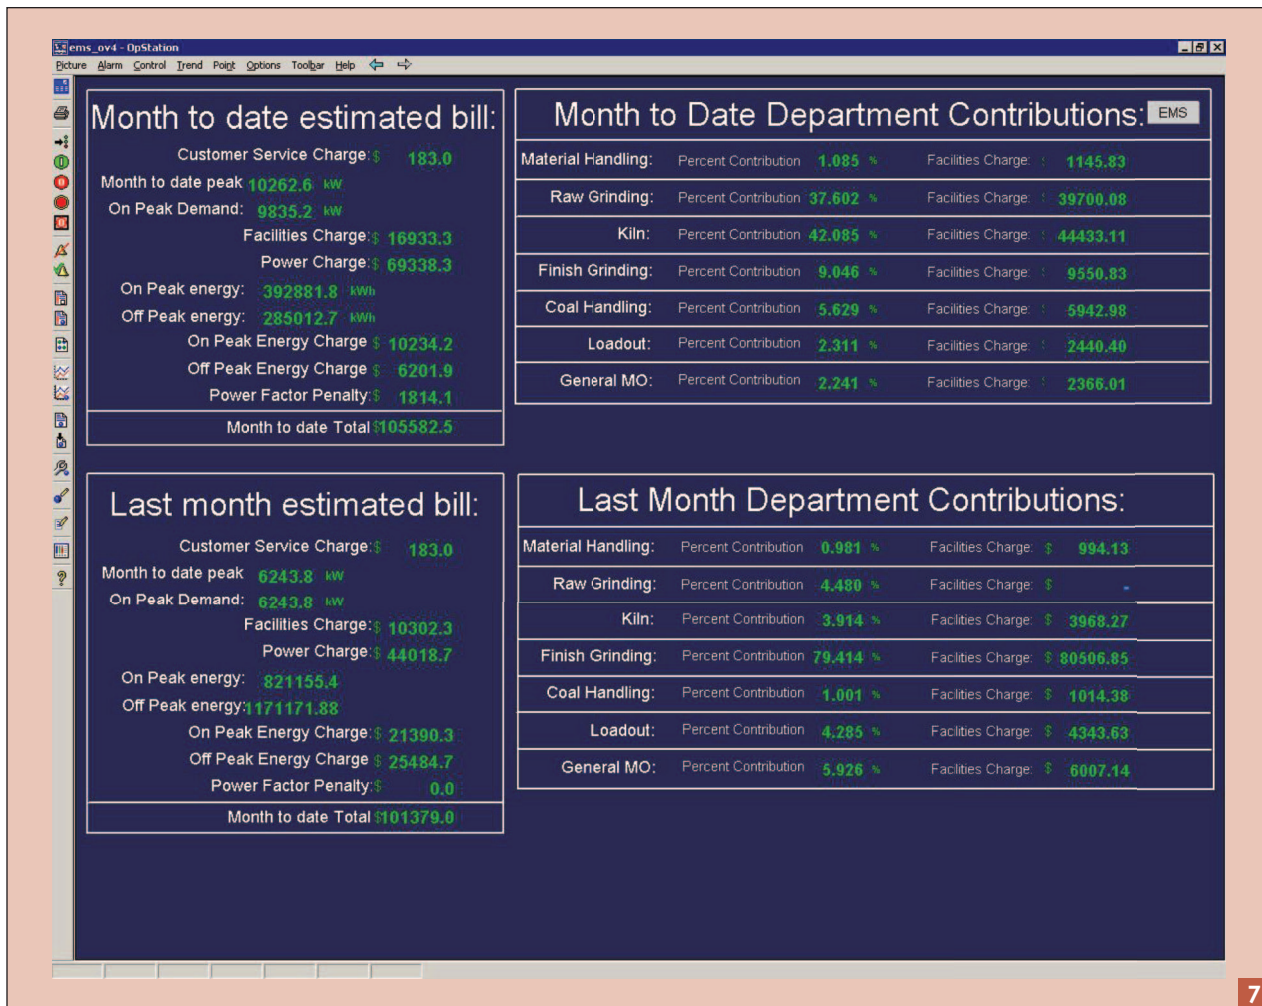 ems_ov4 - OpStation
Picture Alarm Control Trend Point Options Toolbar Help
Month to date estimated bill:
Customer Service Charge:$ 183.0
Month to date peak 10262.6 kW
On Peak Demand: 9835.2 kW
Facilities Charge:$ 16933.3
Power Charge:$ 69338.3
On Peak energy: 392881.8 kWh
Off Peak energy: 285012.7 kWh
On Peak Energy Charge $ 10234.2
Off Peak Energy Charge $ 6201.9
Power Factor Penalty:$ 1814.1
Month to date Total $105582.5
Month to Date Department Contributions: EMS
Material Handling: Percent Contribution 1.085 % Facilities Charge: 1145.83
Raw Grinding: Percent Contribution 37.602 % Facilities Charge: 39700.08
Kiln: Percent Contribution 42.085 % Facilities Charge: 44433.11
Finish Grinding: Percent Contribution 9.046 % Facilities Charge: 9550.83
Coal Handling: Percent Contribution 5.629 % Facilities Charge: 5942.98
Loadout: Percent Contribution 2.311 % Facilities Charge: 2440.40
General MO: Percent Contribution 2.241 % Facilities Charge: 2366.01
Last month estimated bill:
Customer Service Charge:$ 183.0
Month to date peak 6243.8 kW
On Peak Demand: 6243.8 kW
Facilities Charge:$ 10302.3
Power Charge:$ 44018.7
On Peak energy: 821155.4
Off Peak energy:1171171.88
On Peak Energy Charge:$ 21390.3
Off Peak Energy Charge $ 25484.7
Power Factor Penalty:$ 0.0
Month to date Total $101379.0
Last Month Department Contributions:
Material Handling: Percent Contribution 0.981 % Facilities Charge: $ 994.13
Raw Grinding: Percent Contribution 4.480 % Facilities Charge: $ -
Kiln: Percent Contribution 3.914 % Facilities Charge: $ 3968.27
Finish Grinding: Percent Contribution 79.414 % Facilities Charge: $ 80506.85
Coal Handling: Percent Contribution 1.001 % Facilities Charge: $ 1014.38
Loadout: Percent Contribution 4.285 % Facilities Charge: $ 4343.63
General MO: Percent Contribution 5.926 % Facilities Charge: $ 6007.14
7